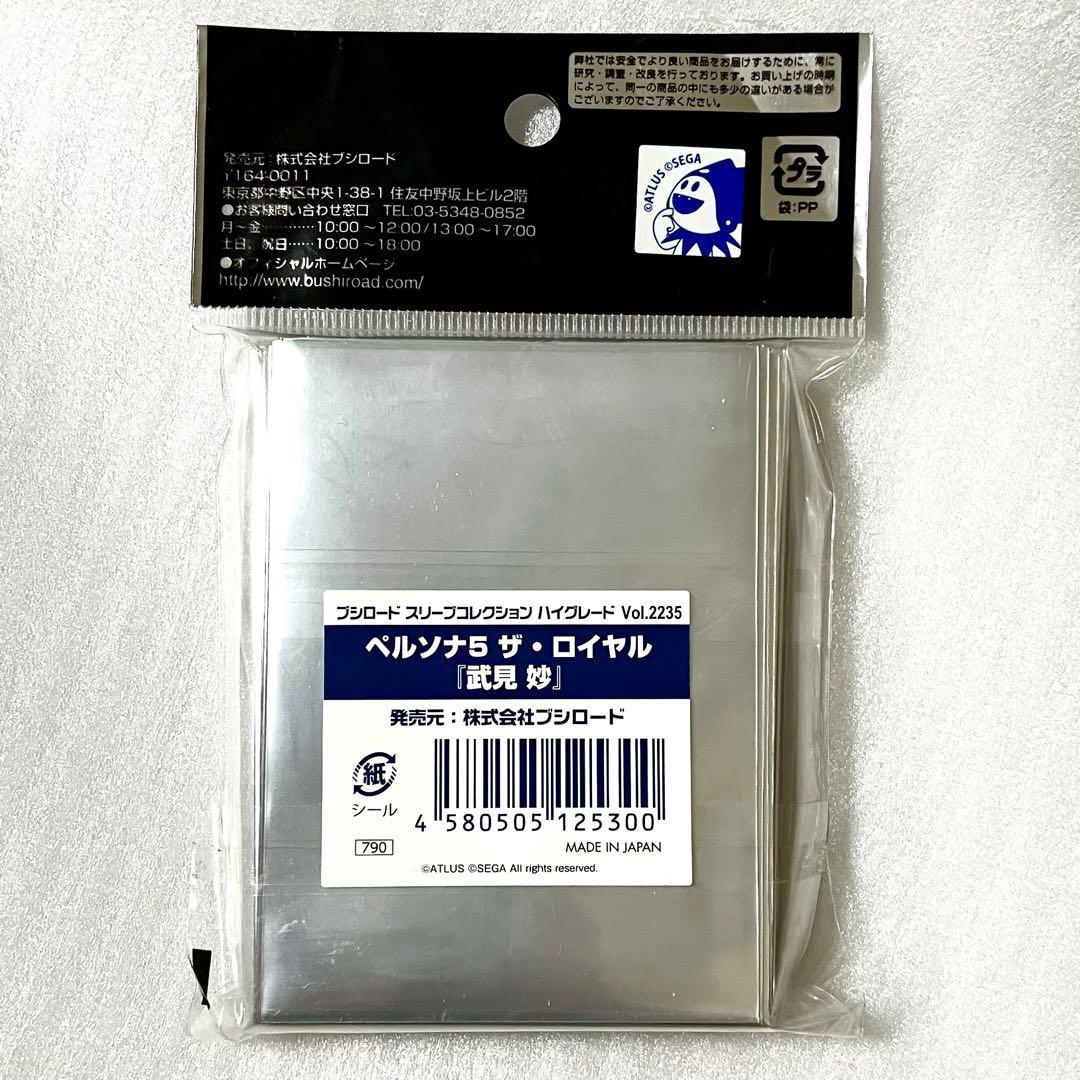 弊社では安全でより良い商品をお届けするために、常に
研究・調査・改良を行っております。お買い上げの時期
によって、同一の商品の中にも多少の違いがある場合が
ございますのでご了承ください。
発売元：株式会社ブシロード
〒164-0011
東京都中野区中央1-38-1 住友中野坂上ビル2階
●お客様問い合わせ窓口 TEL:03-5348-0852
月～金…………10:00～12:00/13:00～17:00
土日、祝日……10:00～18:00
●オフィシャルホームページ
http://www.bushiroad.com/
©ATLUS ©SEGA
プラ
袋:PP
ブシロード スリーブコレクション ハイグレード Vol.2235
ペルソナ5 ザ・ロイヤル
『武見 妙』
発売元：株式会社ブシロード
紙
シール
4 580505 125300
790
MADE IN JAPAN
©ATLUS ©SEGA All rights reserved.